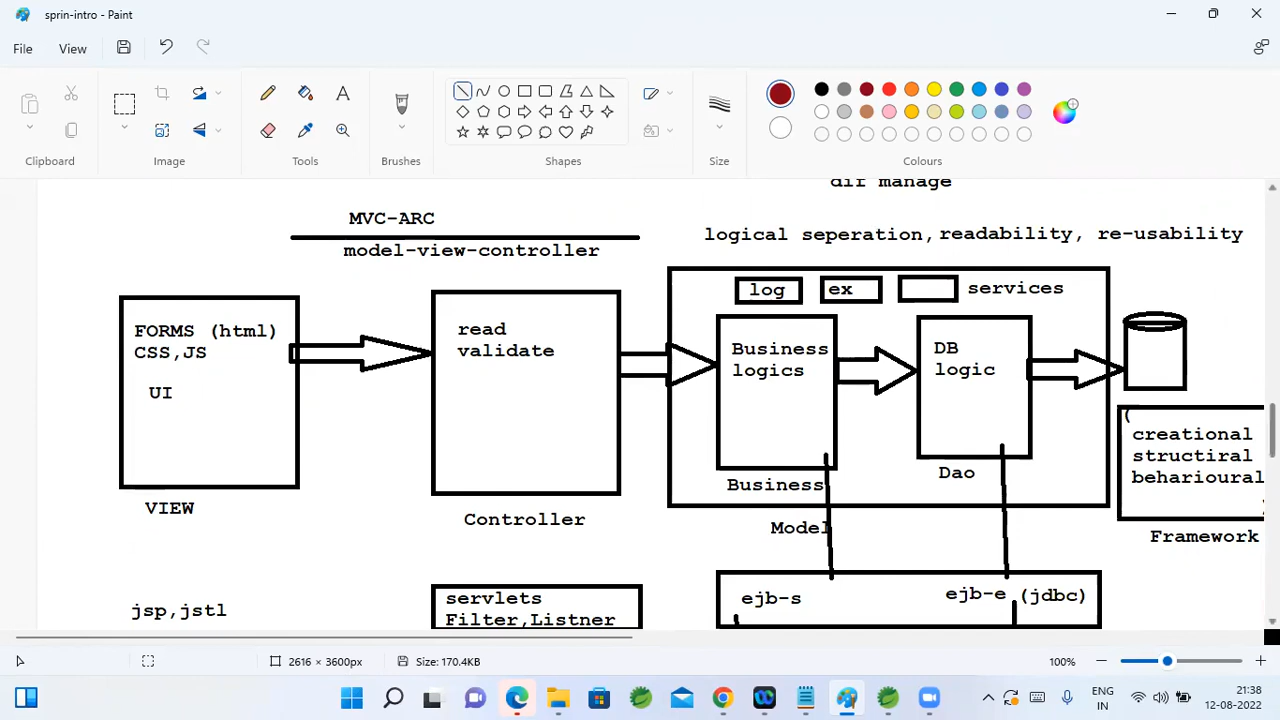 sprin-intro - Paint
File View
Clipboard Image Tools Brushes Shapes Size Colours
dir manage
MVC-ARC
model-view-controller
logical seperation, readability, re-usability
log ex services
FORMS (html)
CSS,JS
UI
VIEW
read
validate
Controller
Business
logics
Business
DB
logic
Dao
Model
creational
structiral
beharioural
Framework
jsp,jstl
servlets
Filter,Listner
ejb-s
ejb-e (jdbc)
2616 × 3600px Size: 170.4KB 100%
ENG
IN
21:38
12-08-2022